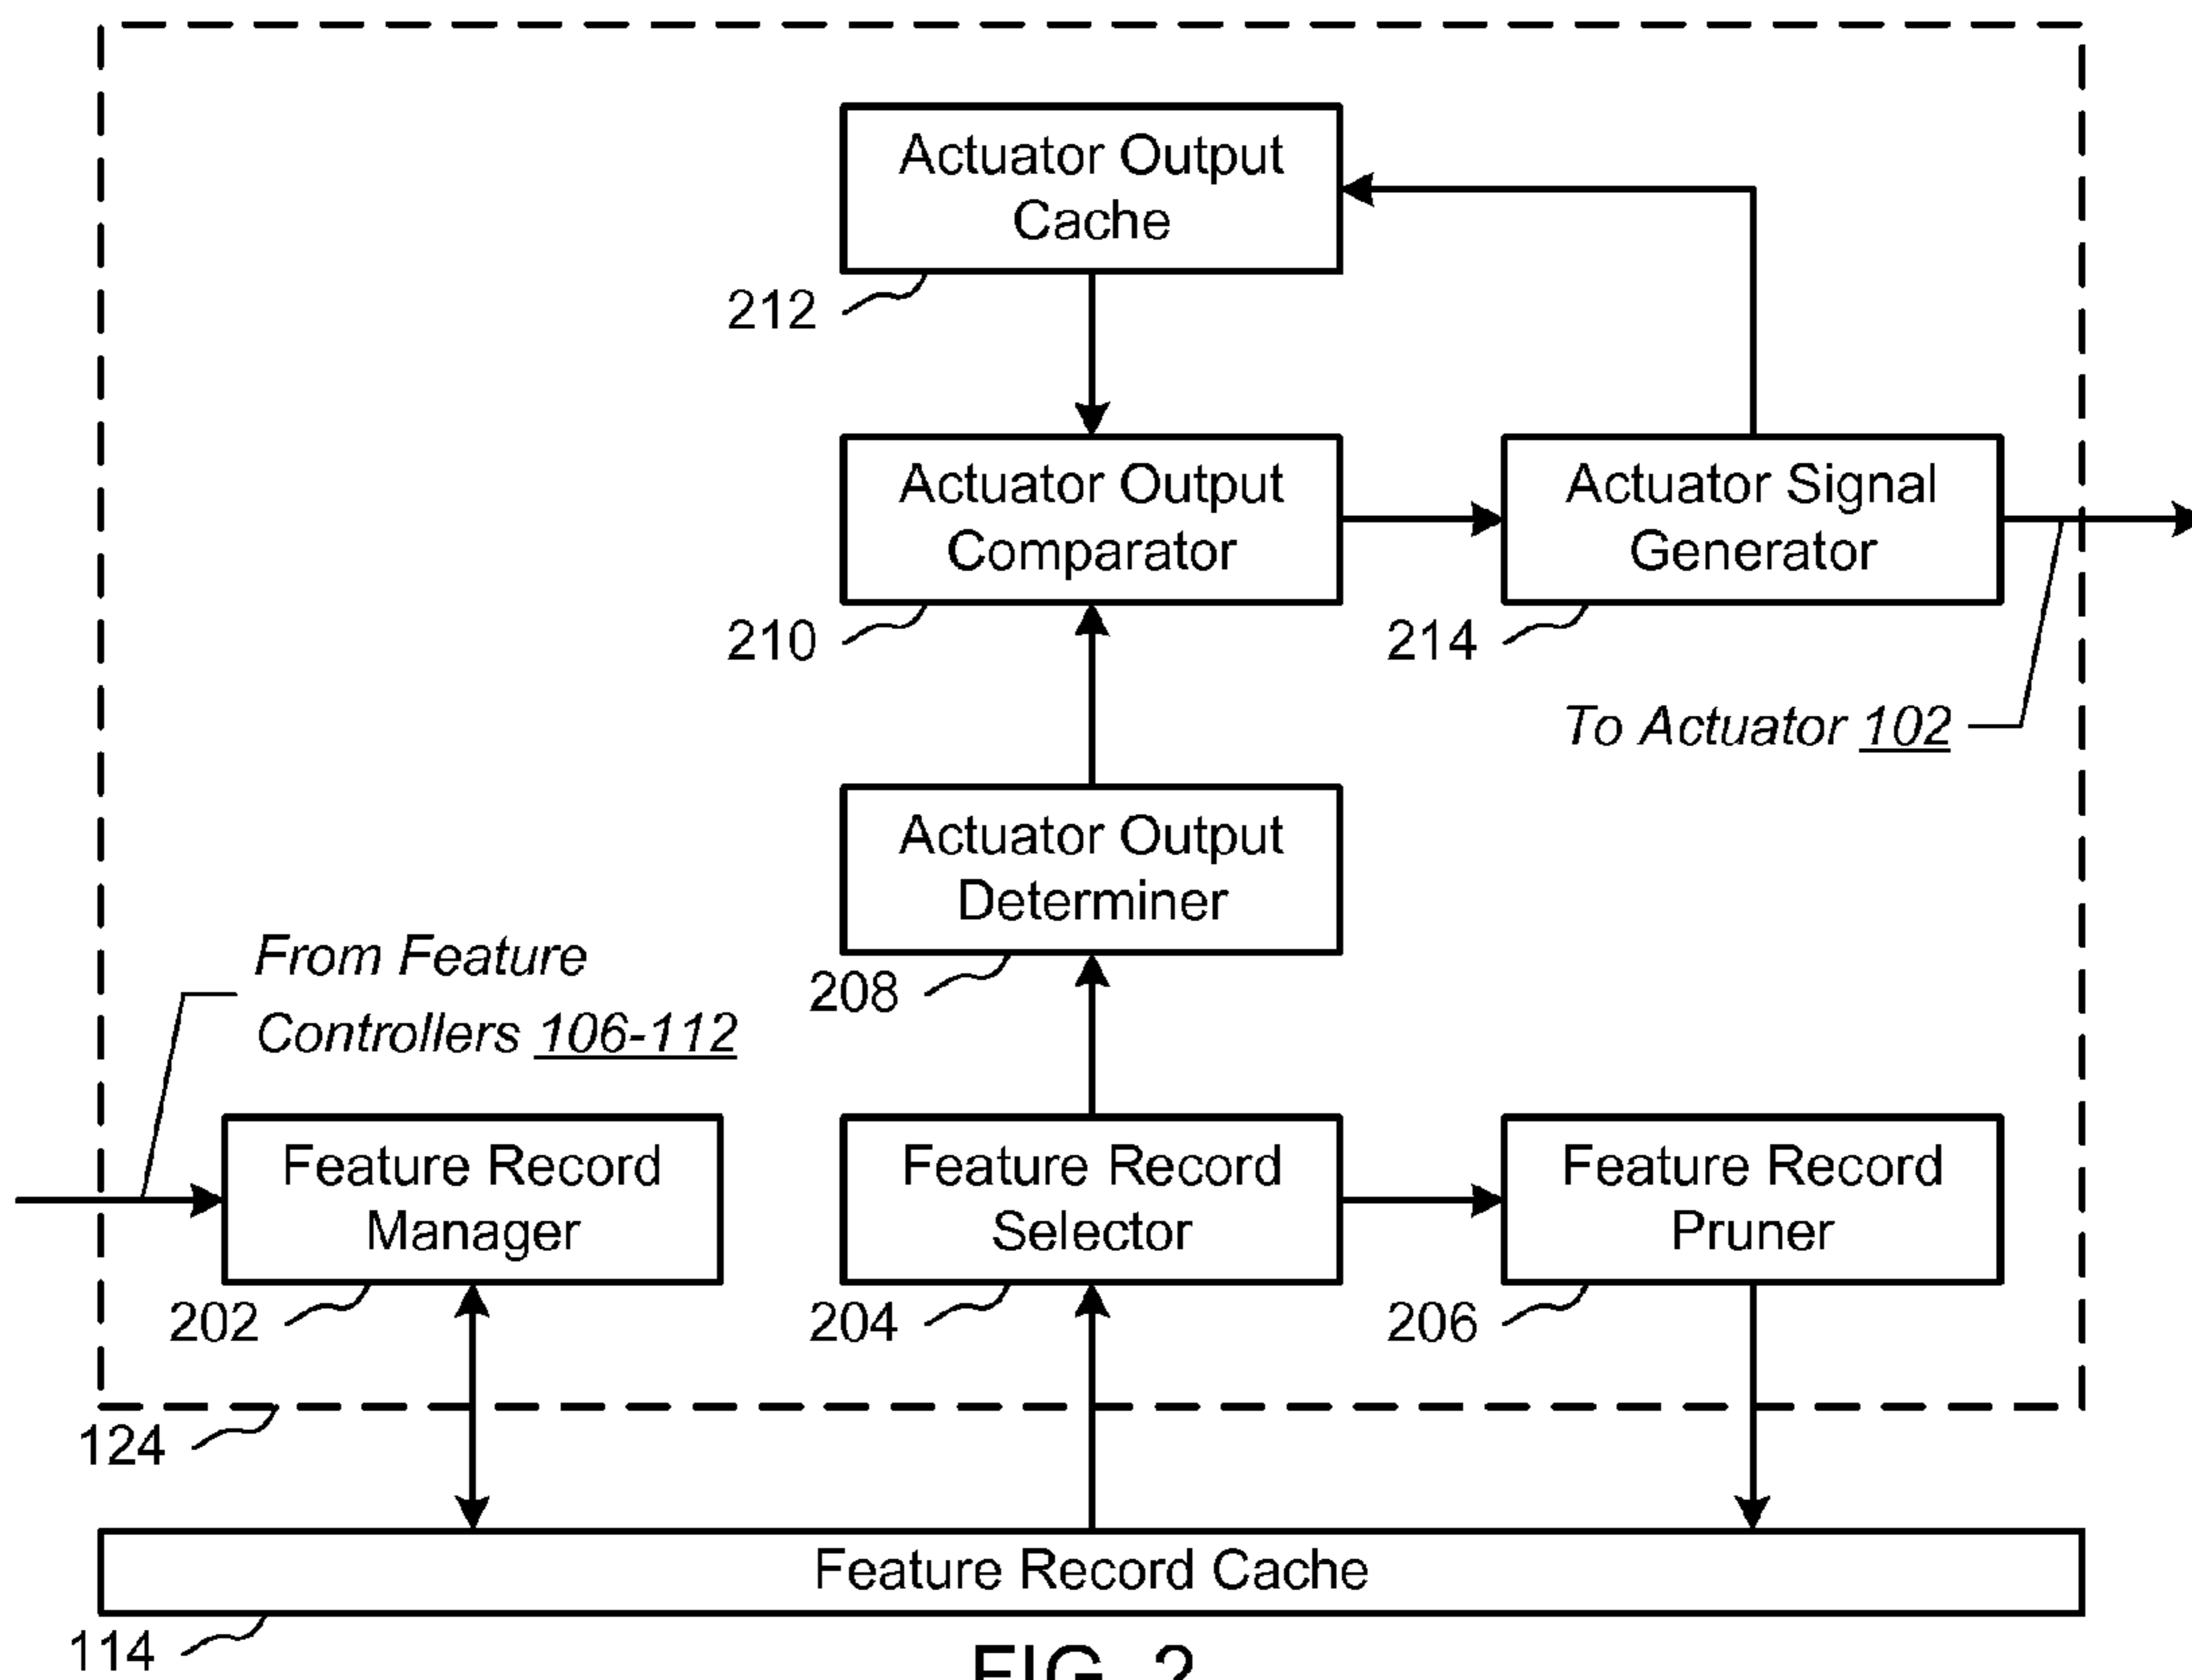 Actuator Output
Cache
212
Actuator Output
Comparator
210
Actuator Signal
Generator
214
To Actuator 102
Actuator Output
Determiner
208
From Feature
Controllers 106-112
Feature Record
Manager
202
Feature Record
Selector
204
Feature Record
Pruner
206
124
Feature Record Cache
114
FIG. 2